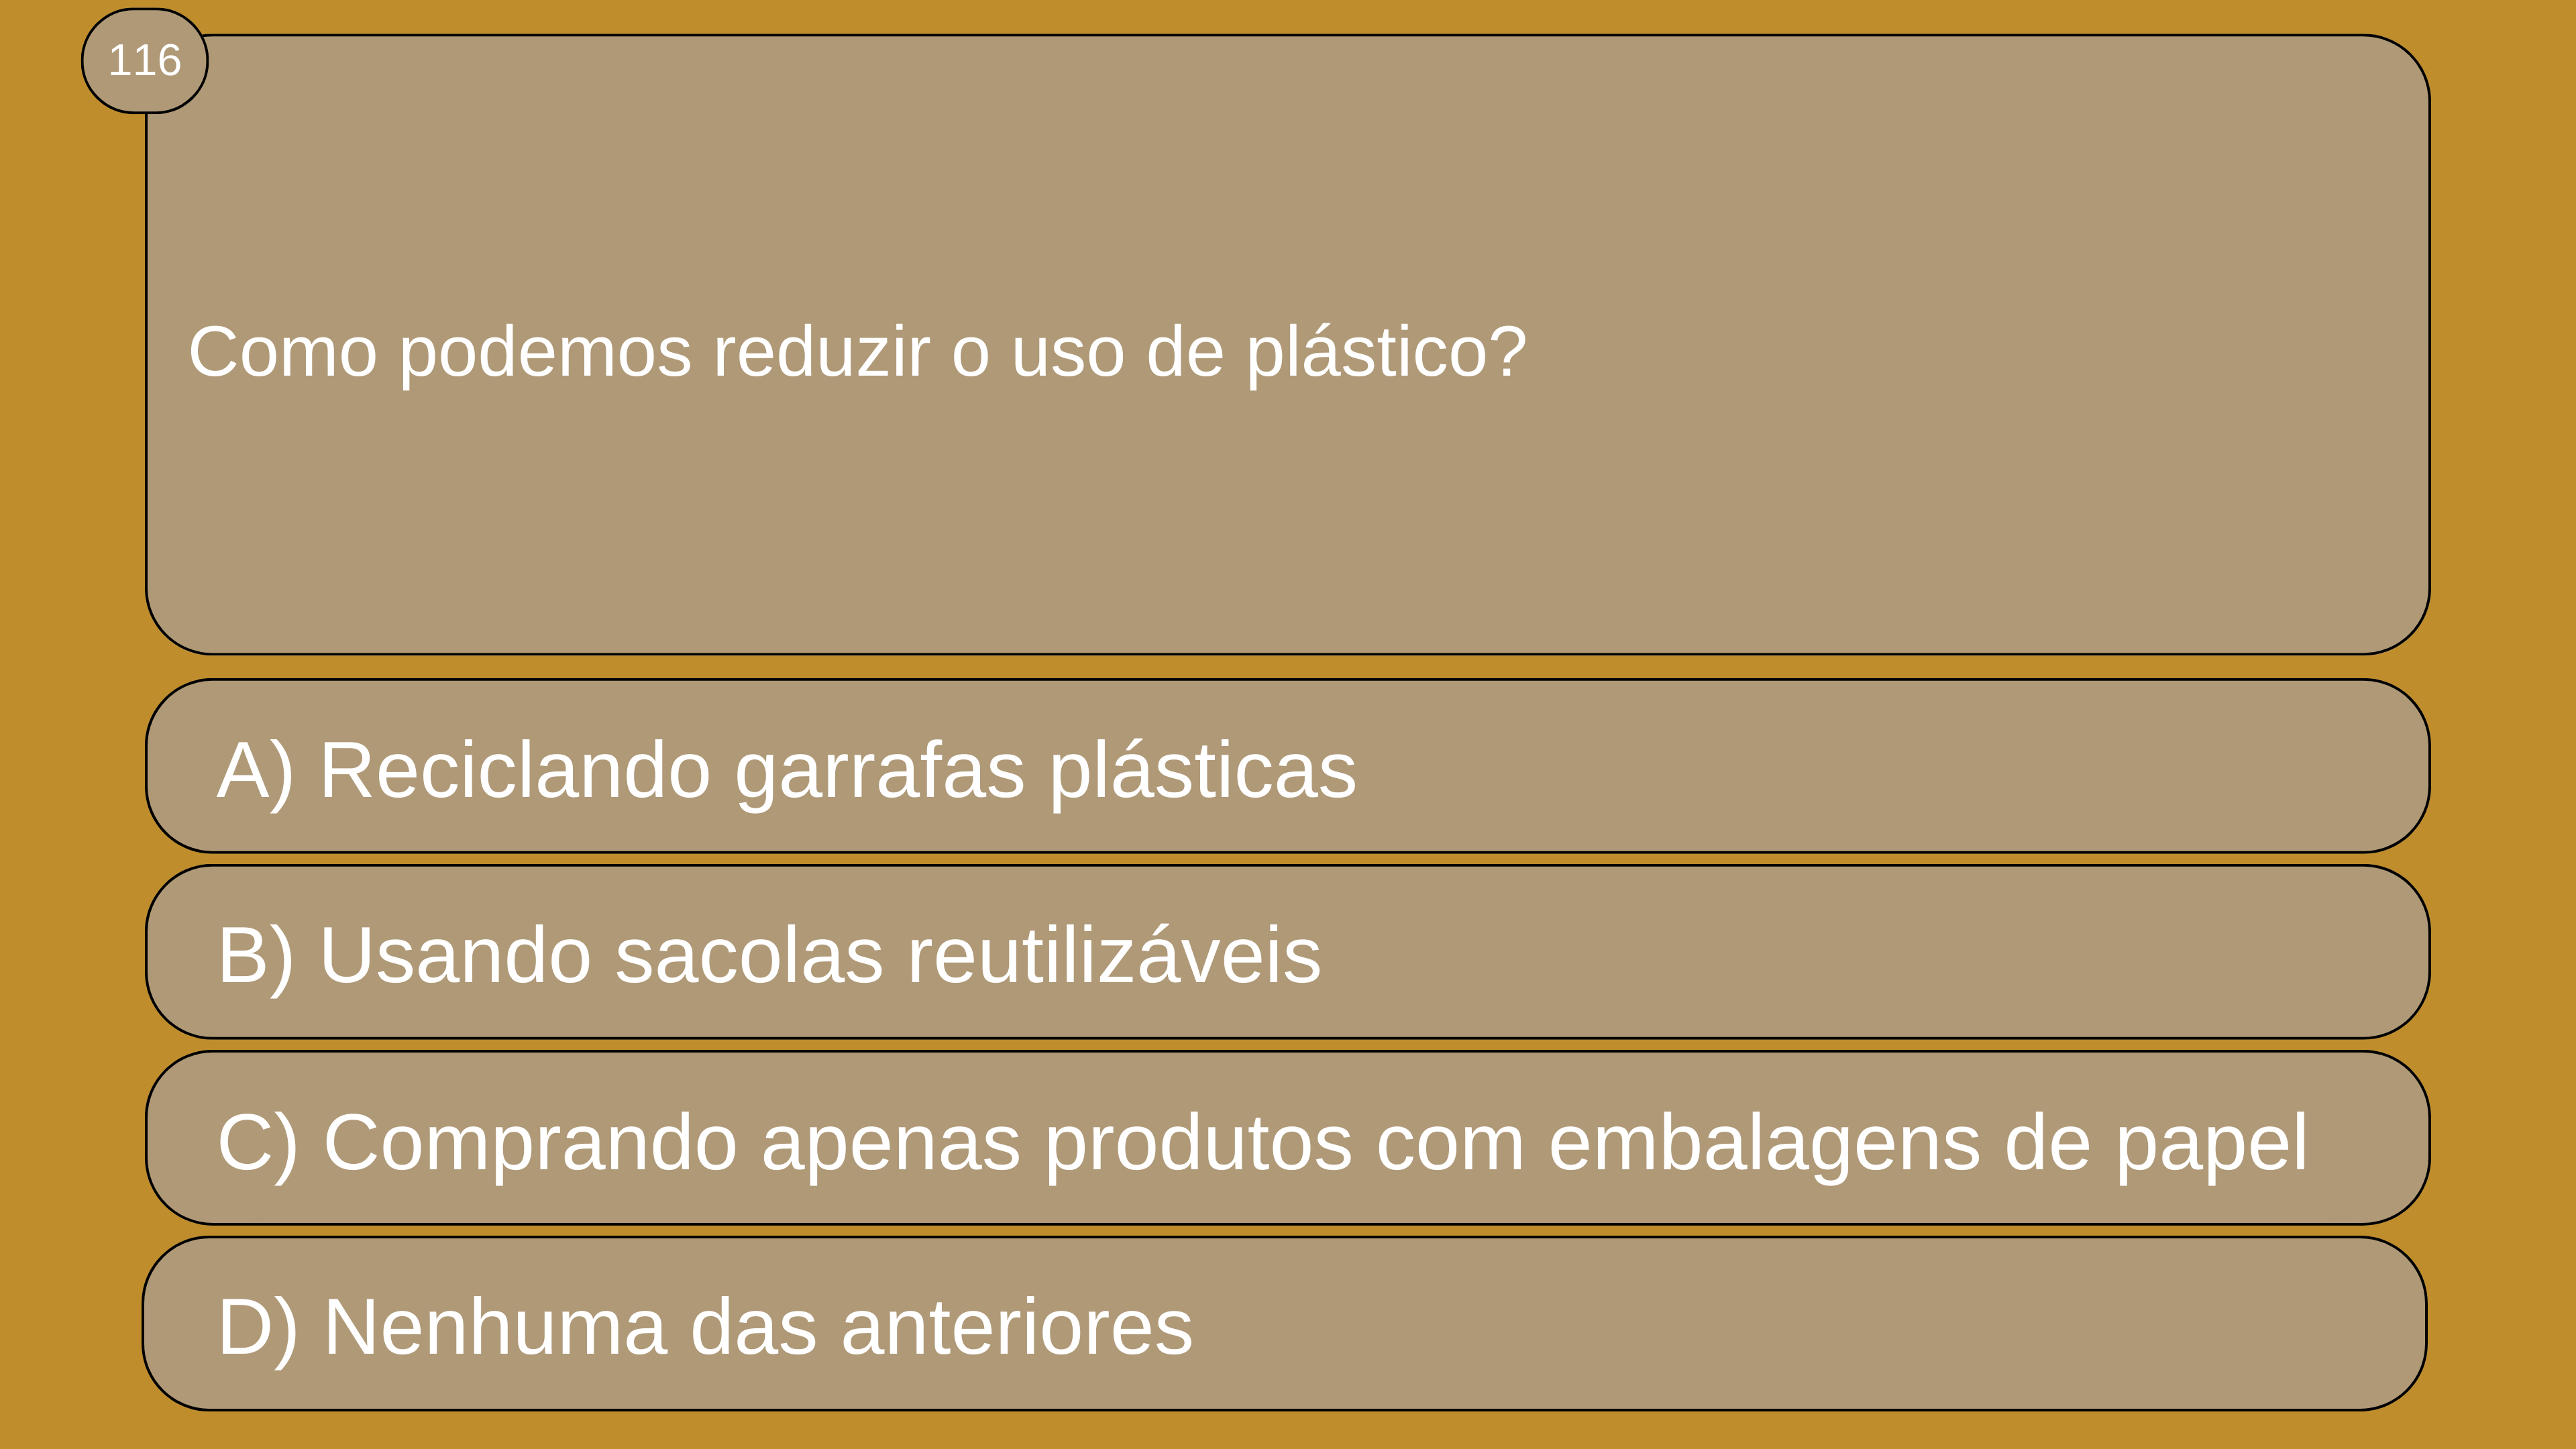 116
Como podemos reduzir o uso de plástico?
A) Reciclando garrafas plásticas
B) Usando sacolas reutilizáveis
C) Comprando apenas produtos com embalagens de papel
D) Nenhuma das anteriores